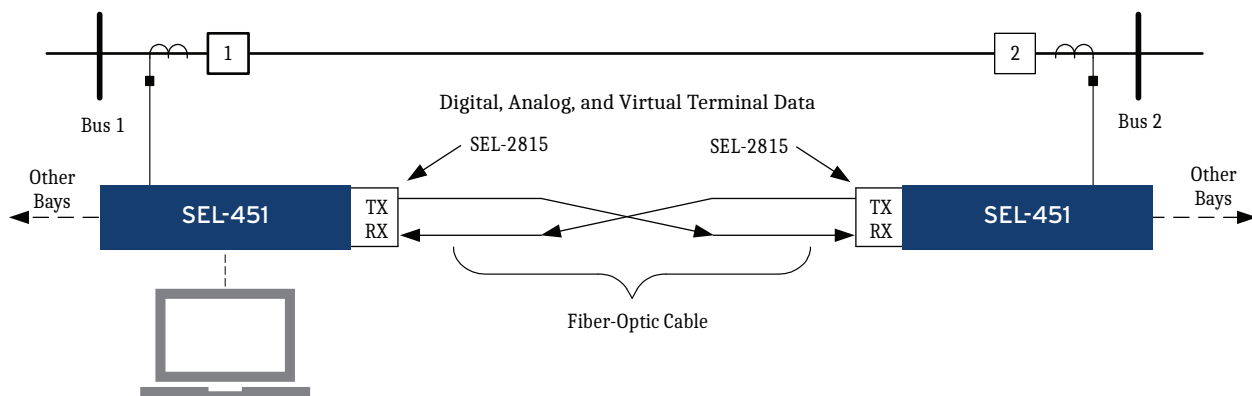 1
2
Digital, Analog, and Virtual Terminal Data
Bus 1
Bus 2
SEL-2815
SEL-2815
Other
Bays
SEL-451
TX
RX
TX
RX
SEL-451
Other
Bays
Fiber-Optic Cable